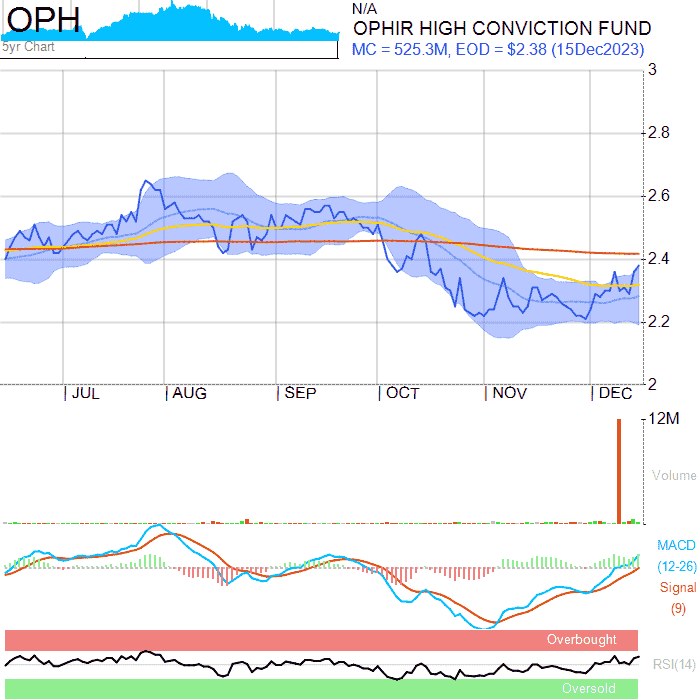 OPH
5yr Chart
N/A
OPHIR HIGH CONVICTION FUND
MC = 525.3M, EOD = $2.38 (15Dec2023)
3
2.8
2.6
2.4
2.2
2
JUL AUG SEP OCT NOV DEC
12M
Volume
MACD
(12-26)
Signal
(9)
Overbought
RSI(14)
Oversold